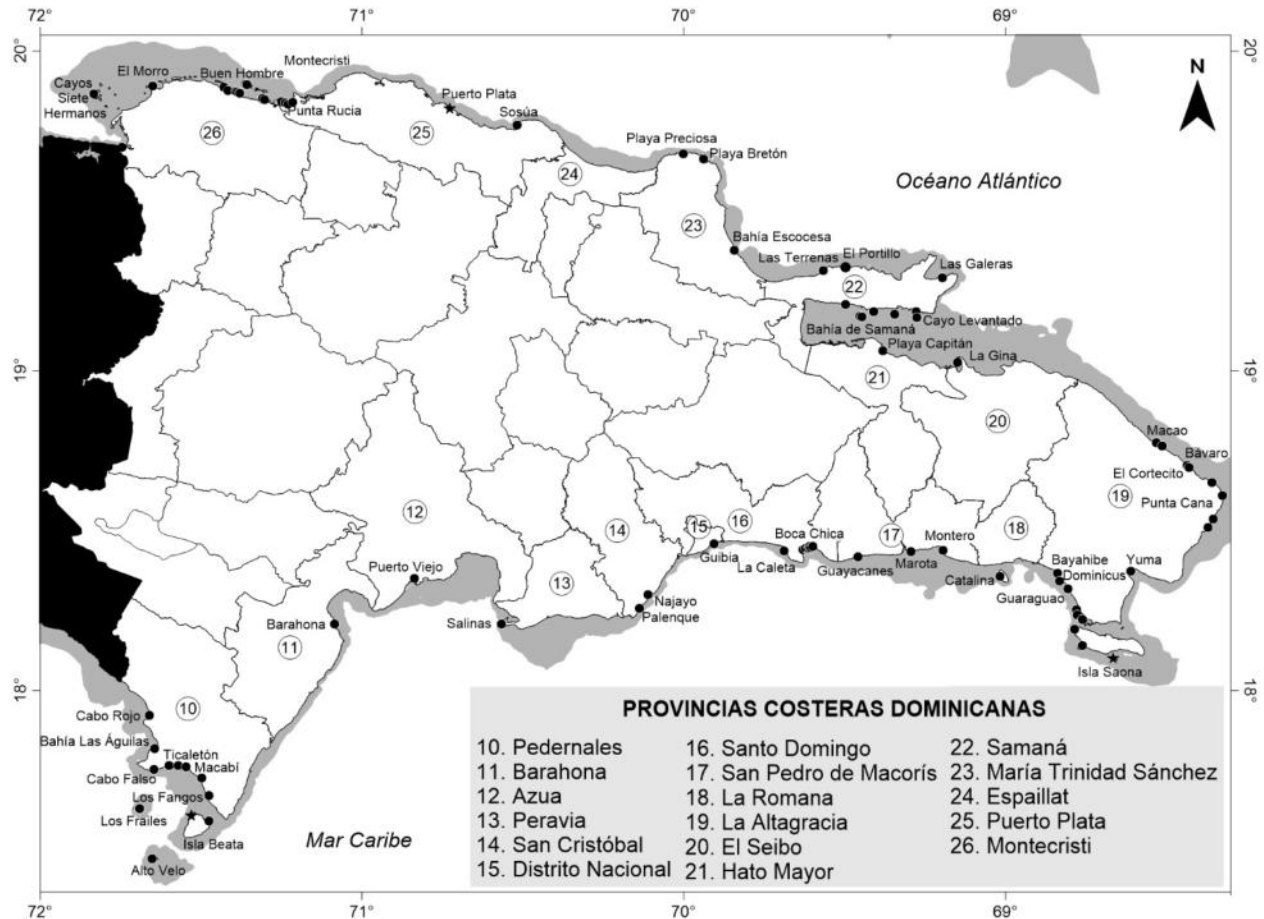 72° 71° 70° 69°
20° 20°
Montecristi
El Morro Buen Hombre
Cayos Siete Hermanos
Punta Rucia
Puerto Plata
Sosúa
N
26 25
Playa Preciosa
Playa Bretón
24
Océano Atlántico
23
Bahía Escocesa
Las Terrenas El Portillo
Las Galeras
22
Bahía de Samaná Cayo Levantado
Playa Capitán
La Gina
19° 19°
21
20
Macao
Bávaro
El Cortecito
19
Punta Cana
12
14 15 16 17 18
Boca Chica
Montero
Guibia
La Caleta
Guayacanes
Marota
Puerto Viejo
Bayahibe
Yuma
Catalina
Dominicus
13
Guaraguao
Najayo
Palenque
Barahona
Salinas
11
Isla Saona
18° 18°
10
Cabo Rojo
Bahía Las Águilas
Ticaletón
Macabí
Cabo Falso
Los Fangos
Los Frailes
Isla Beata
Alto Velo
Mar Caribe
PROVINCIAS COSTERAS DOMINICANAS
10. Pedernales
11. Barahona
12. Azua
13. Peravia
14. San Cristóbal
15. Distrito Nacional
16. Santo Domingo
17. San Pedro de Macorís
18. La Romana
19. La Altagracia
20. El Seibo
21. Hato Mayor
22. Samaná
23. María Trinidad Sánchez
24. Espaillat
25. Puerto Plata
26. Montecristi
72° 71° 70° 69°